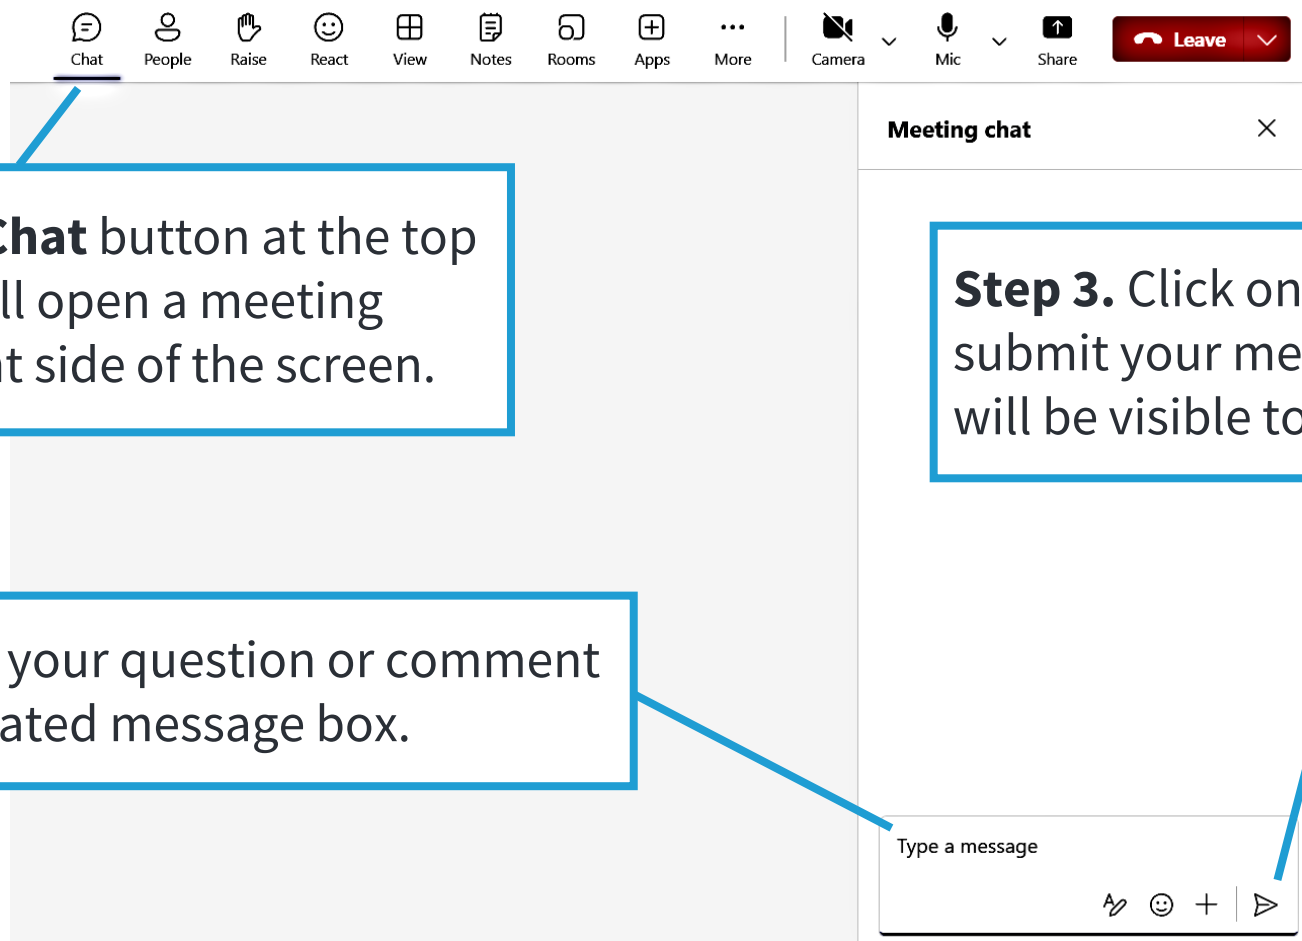 Chat People Raise React View Notes Rooms Apps More Camera Mic Share Leave
Meeting chat
Chat button at the top
ll open a meeting
t side of the screen.
Step 3. Click on
submit your me
will be visible to
your question or comment
ated message box.
Type a message